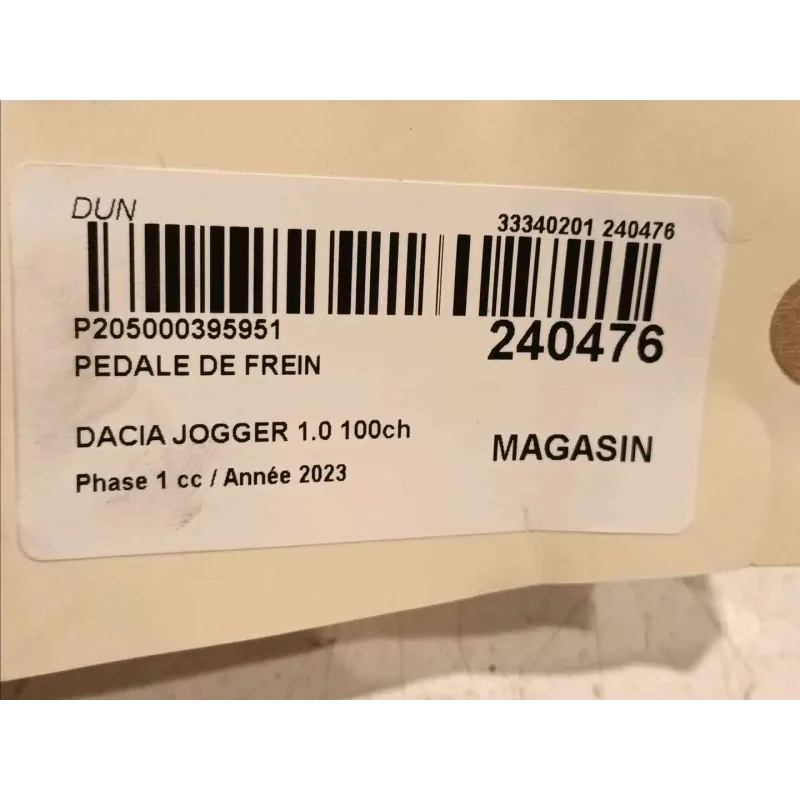 DUN
33340201 240476
P205000395951
240476
PEDALE DE FREIN
DACIA JOGGER 1.0 100ch
MAGASIN
Phase 1 cc / Année 2023